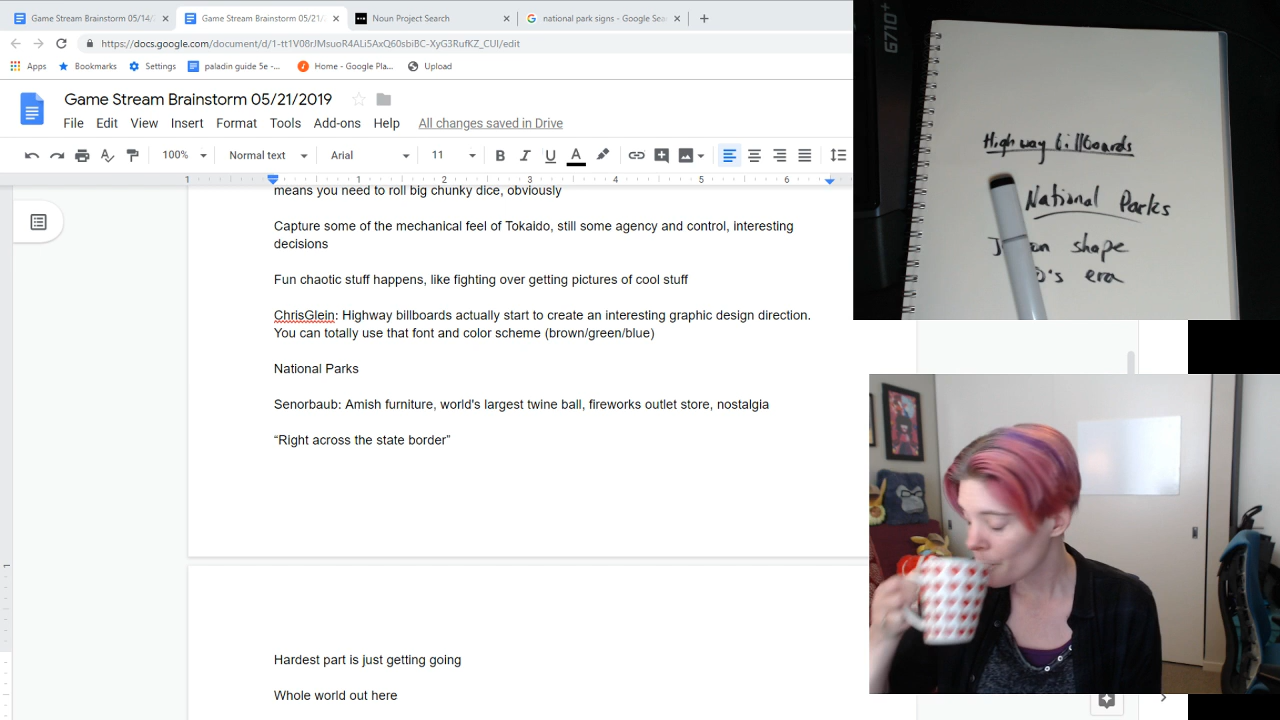 Game Stream Brainstorm 05/14/
Game Stream Brainstorm 05/21/
Noun Project Search
national park signs - Google Sea
https://docs.google.com/document/d/1-tt1V08rJMsuoR4ALi5AxQ60sbiBC-XyG3RufKZ_CUI/edit
Apps Bookmarks Settings paladin guide 5e - ... Home - Google Pla... Upload
Game Stream Brainstorm 05/21/2019
File Edit View Insert Format Tools Add-ons Help All changes saved in Drive
100% Normal text Arial 11 B I U A
1 1 2 3 4 5 6
means you need to roll big chunky dice, obviously
Capture some of the mechanical feel of Tokaido, still some agency and control, interesting
decisions
Fun chaotic stuff happens, like fighting over getting pictures of cool stuff
ChrisGlein: Highway billboards actually start to create an interesting graphic design direction.
You can totally use that font and color scheme (brown/green/blue)
National Parks
Senorbaub: Amish furniture, world's largest twine ball, fireworks outlet store, nostalgia
“Right across the state border”
Hardest part is just getting going
Whole world out here
G710+
Highway billboards
National Parks
shape
era